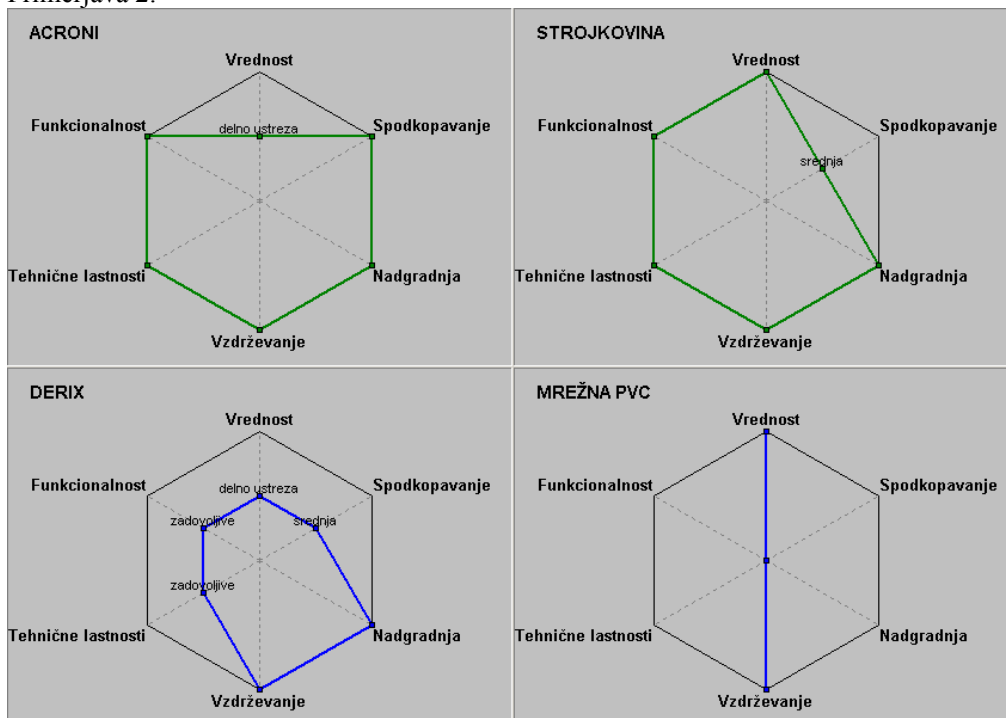 ACRONI
Vrednost
Funkcionalnost
delno ustreza
Spodkopavanje
Tehnične lastnosti
Nadgradnja
Vzdrževanje
STROJKOVINA
Vrednost
Funkcionalnost
Spodkopavanje
srednja
Tehnične lastnosti
Nadgradnja
Vzdrževanje
DERIX
Vrednost
Funkcionalnost
delno ustreza
Spodkopavanje
zadovoljive
srednja
zadovoljive
Tehnične lastnosti
Nadgradnja
Vzdrževanje
MREŽNA PVC
Vrednost
Funkcionalnost
Spodkopavanje
Tehnične lastnosti
Nadgradnja
Vzdrževanje